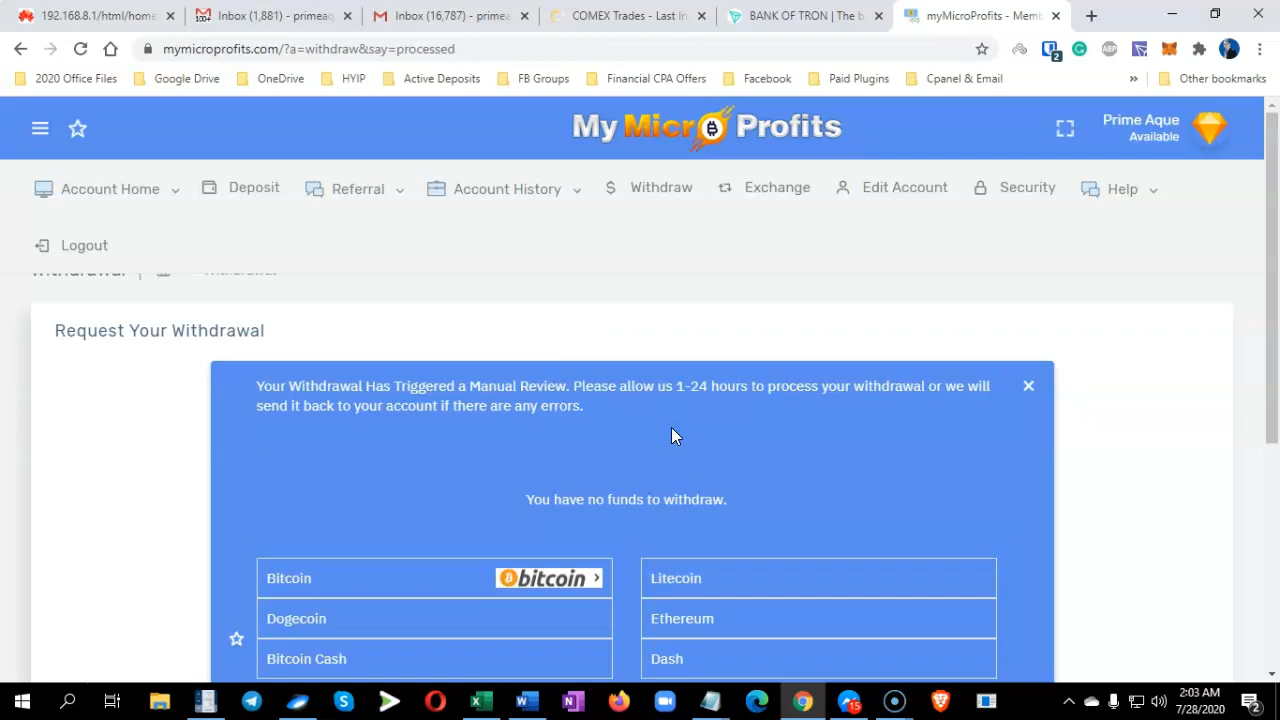 192.168.8.1/html/home
Inbox (1,881) - primeaq
Inbox (16,787) - primea
COMEX Trades - Last In
BANK OF TRON | The b
myMicroProfits - Memb
mymicroprofits.com/?a=withdraw&say=processed
2
2020 Office Files
Google Drive
OneDrive
HYIP
Active Deposits
FB Groups
Financial CPA Offers
Facebook
Paid Plugins
Cpanel & Email
»
Other bookmarks
My Micro Profits
Prime Aque
Available
Account Home
Deposit
Referral
Account History
$ Withdraw
Exchange
Edit Account
Security
Help
Logout
Request Your Withdrawal
Your Withdrawal Has Triggered a Manual Review. Please allow us 1-24 hours to process your withdrawal or we will
send it back to your account if there are any errors.
You have no funds to withdraw.
Bitcoin
bitcoin
Litecoin
Dogecoin
Ethereum
Bitcoin Cash
Dash
15
2:03 AM
7/28/2020
2